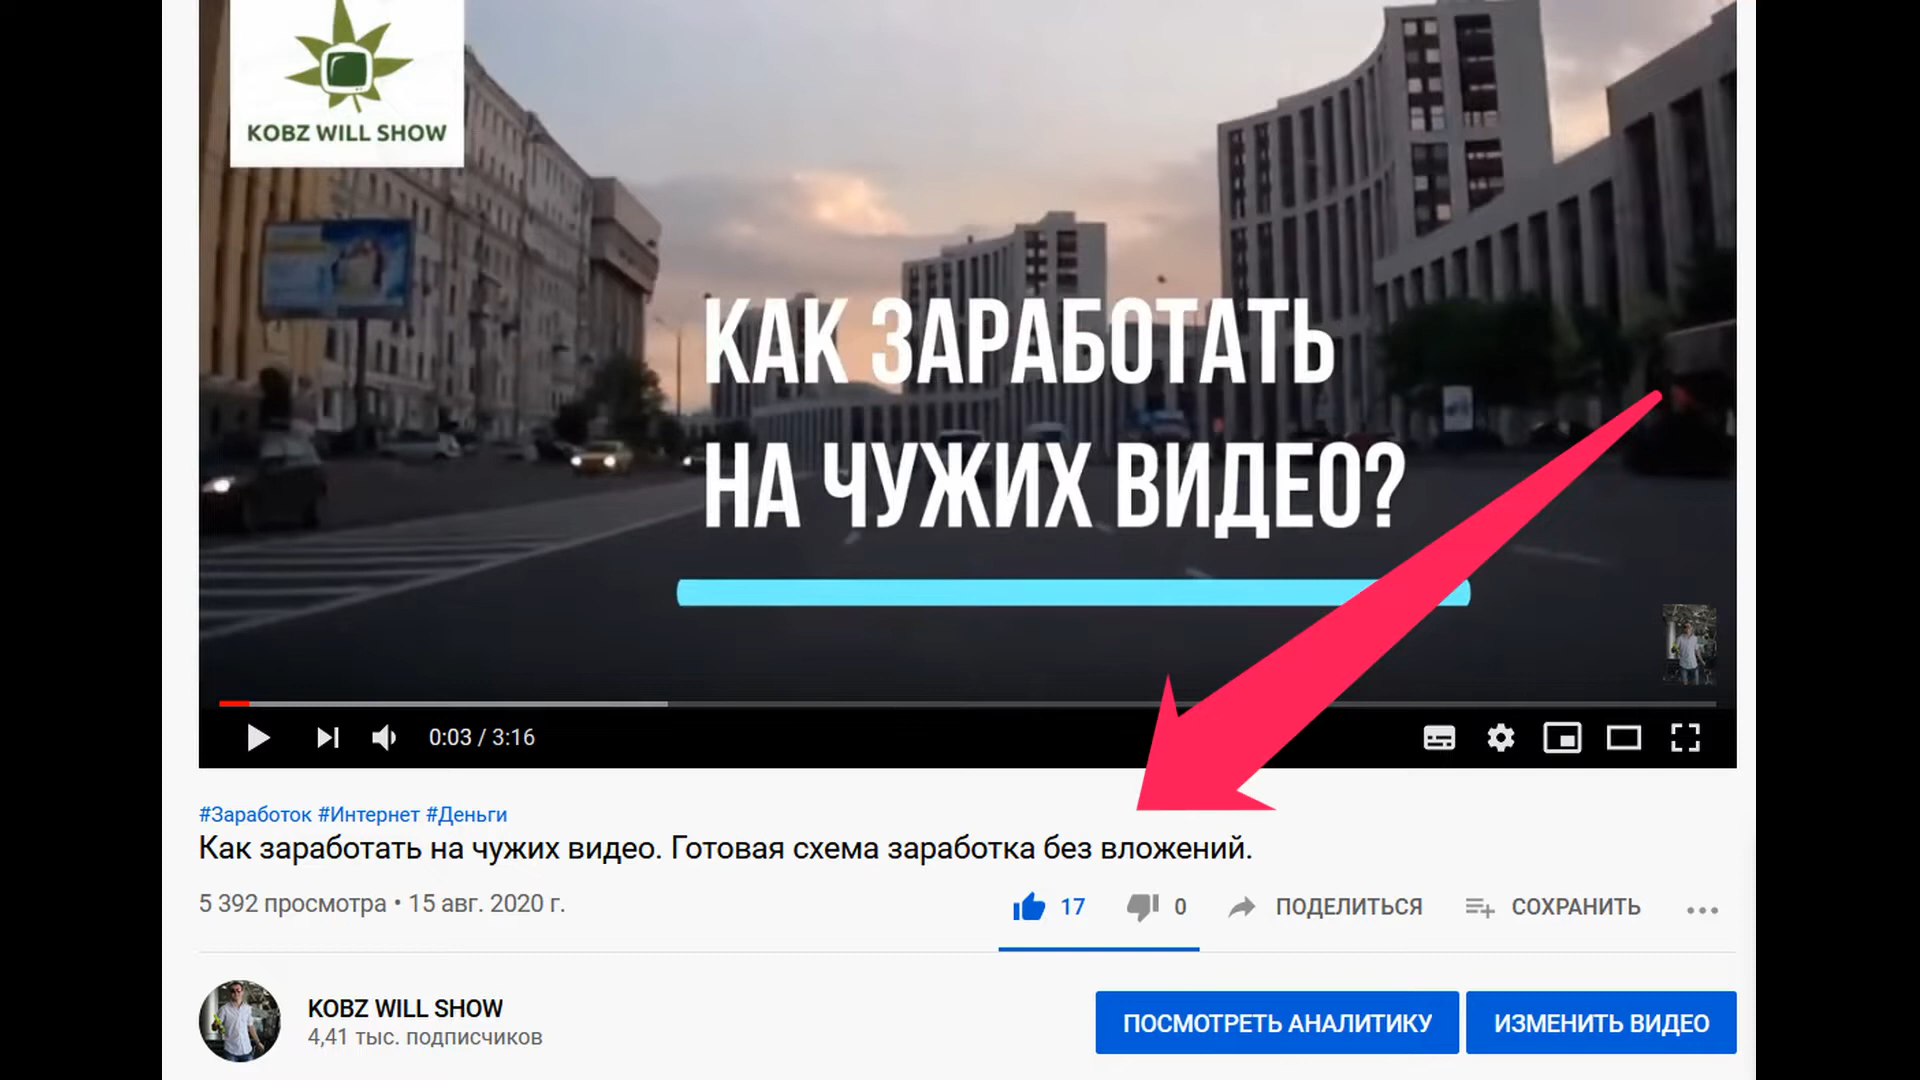 KOBZ WILL SHOW
КАК ЗАРАБОТАТЬ
НА ЧУЖИХ ВИДЕО?
0:03 / 3:16
#Заработок #Интернет #Деньги
Как заработать на чужих видео. Готовая схема заработка без вложений.
5 392 просмотра • 15 авг. 2020 г.
17
0
ПОДЕЛИТЬСЯ
СОХРАНИТЬ
KOBZ WILL SHOW
4,41 тыс. подписчиков
ПОСМОТРЕТЬ АНАЛИТИКУ
ИЗМЕНИТЬ ВИДЕО